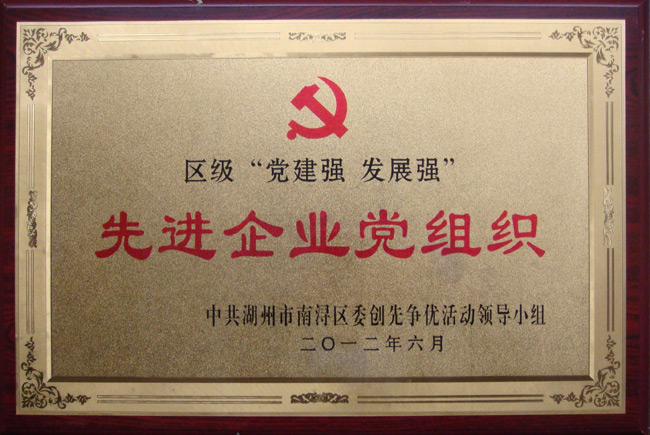 区级“党建强 发展强”
先进企业党组织
中共湖州市南浔区委创先争优活动领导小组
二〇一二年六月